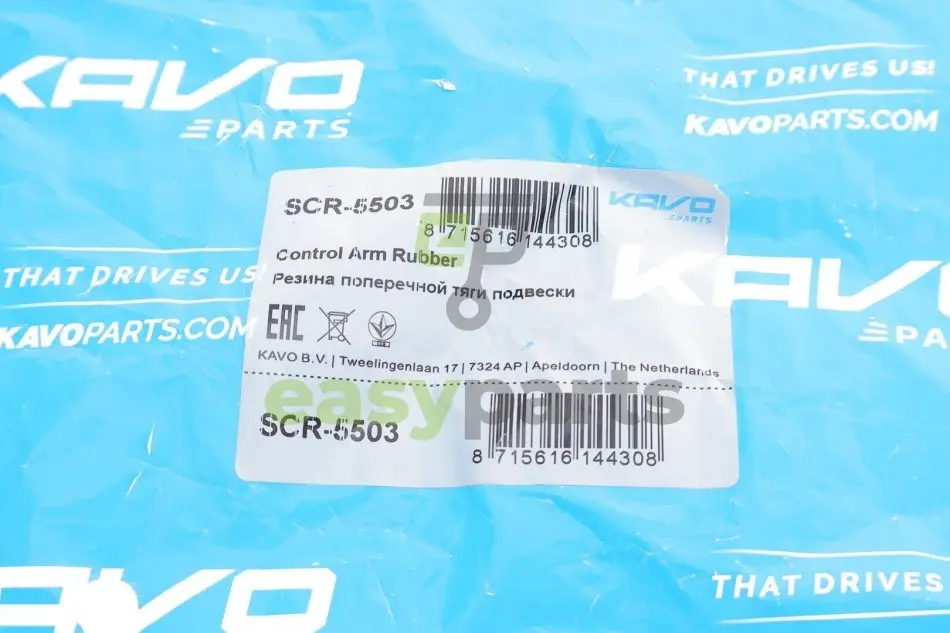 KAVO
PARTS
THAT DRIVES US!
KAVOPARTS.COM
SCR-5503
8 715616 144308
KAVO
PARTS
Control Arm Rubber
Резина поперечной тяги подвески
THAT DRIVES US!
KAVOPARTS.COM
KAVO
PARTS
EAC
KAVO B.V. | Tweelingenlaan 17 | 7324 AP | Apeldoorn | The Netherlands
easyparts
SCR-5503
8 715616 144308
KAVO
THAT DRIVES